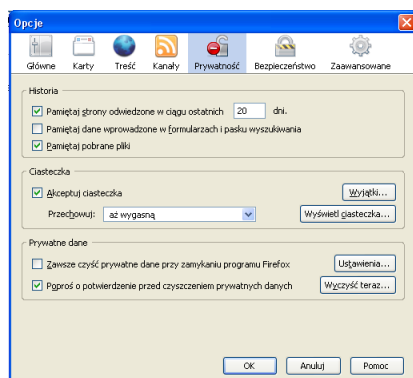 Opcje
Główne Karty Treść Kanały Prywatność Bezpieczeństwo Zaawansowane
Historia
Pamiętaj strony odwiedzone w ciągu ostatnich 20 dni.
Pamiętaj dane wprowadzone w formularzach i pasku wyszukiwania
Pamiętaj pobrane pliki
Ciasteczka
Akceptuj ciasteczka Wyjątki...
Przechowuj: aż wygasną Wyświetl ciasteczka...
Prywatne dane
Zawsze czyść prywatne dane przy zamykaniu programu Firefox Ustawienia...
Poproś o potwierdzenie przed czyszczeniem prywatnych danych Wyczyść teraz...
OK Anuluj Pomoc